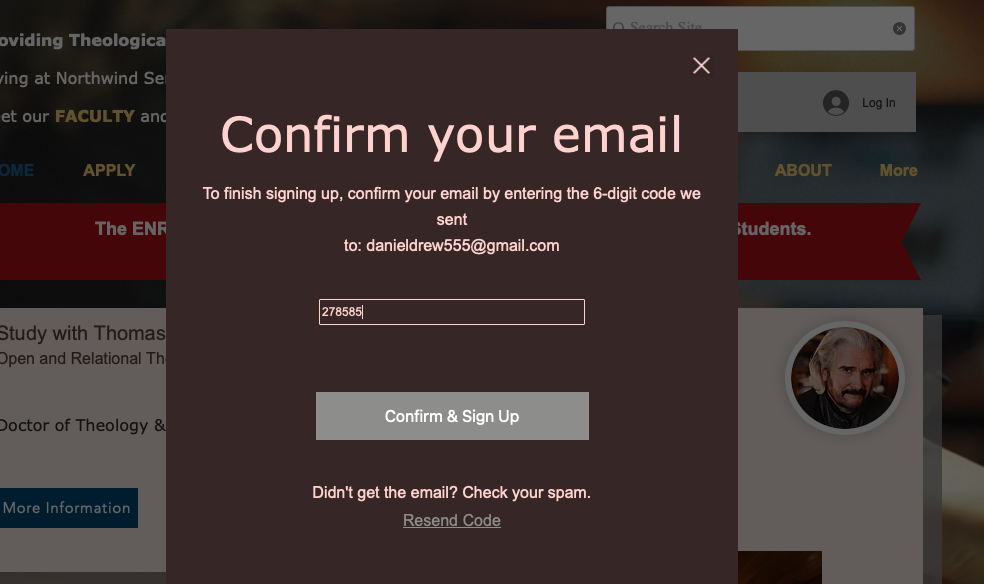 Search Site
oviding Theologica
ying at Northwind Se
eet our FACULTY and
Log In
OME
APPLY
ABOUT
More
The ENR
Students.
Confirm your email
To finish signing up, confirm your email by entering the 6-digit code we
sent
to: danieldrew555@gmail.com
278585
Confirm & Sign Up
Didn't get the email? Check your spam.
Resend Code
Study with Thomas
Open and Relational Th
Doctor of Theology &
More Information